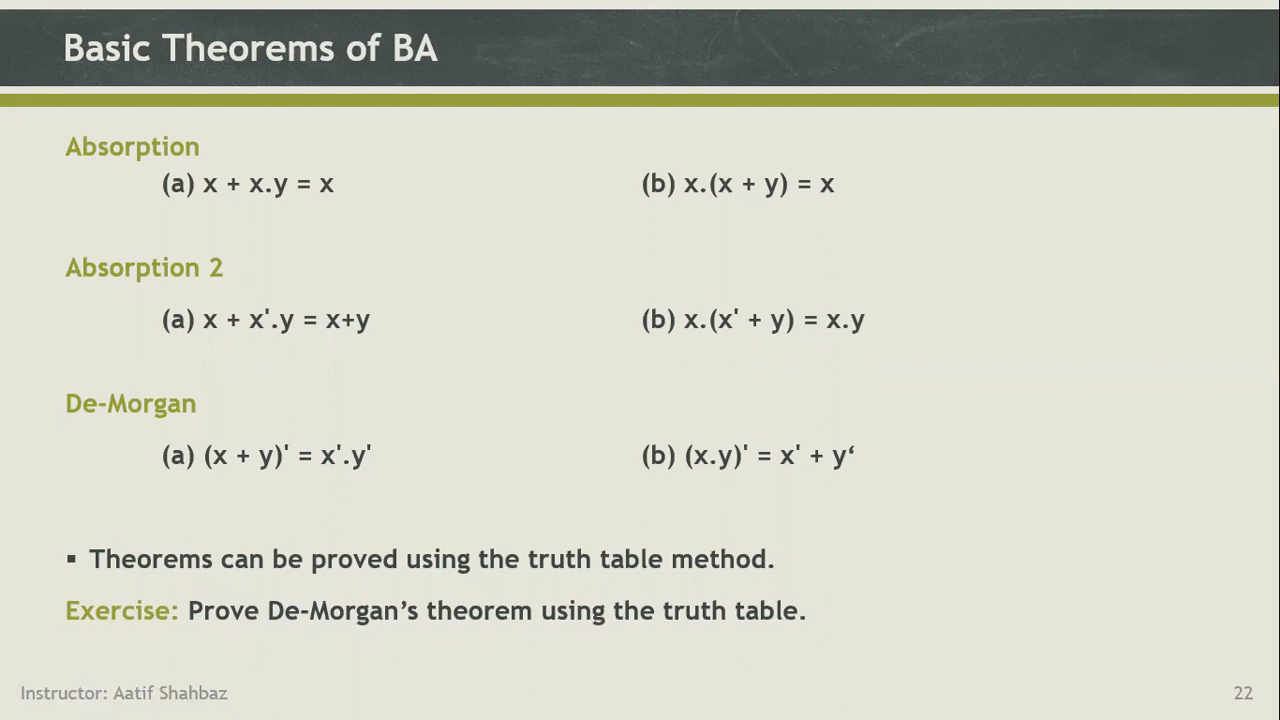 Basic Theorems of BA
Absorption
(a) x + x.y = x (b) x.(x + y) = x
Absorption 2
(a) x + x'.y = x+y (b) x.(x' + y) = x.y
De-Morgan
(a) (x + y)' = x'.y' (b) (x.y)' = x' + y‘
▪ Theorems can be proved using the truth table method.
Exercise: Prove De-Morgan’s theorem using the truth table.
Instructor: Aatif Shahbaz 22